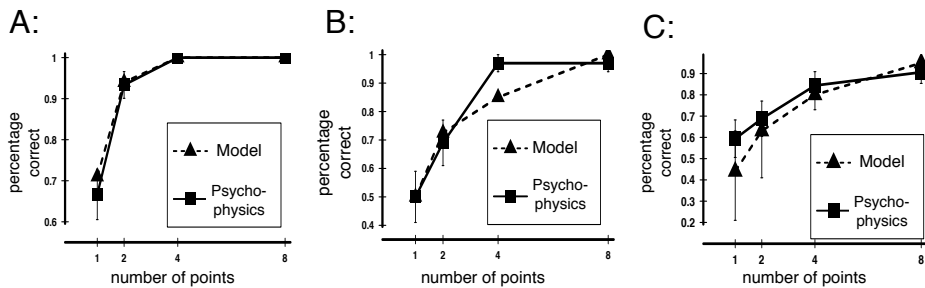 A:
percentage
correct
1
0.9
0.8
0.7
0.6
Model
Psycho-
physics
1
2
4
8
number of points
B:
percentage
correct
1
0.9
0.8
0.7
0.6
0.5
0.4
Model
Psycho-
physics
1
2
4
8
number of points
C:
percentage
correct
0.9
0.8
0.7
0.6
0.5
0.4
0.3
0.2
Model
Psycho-
physics
1
2
4
8
number of points